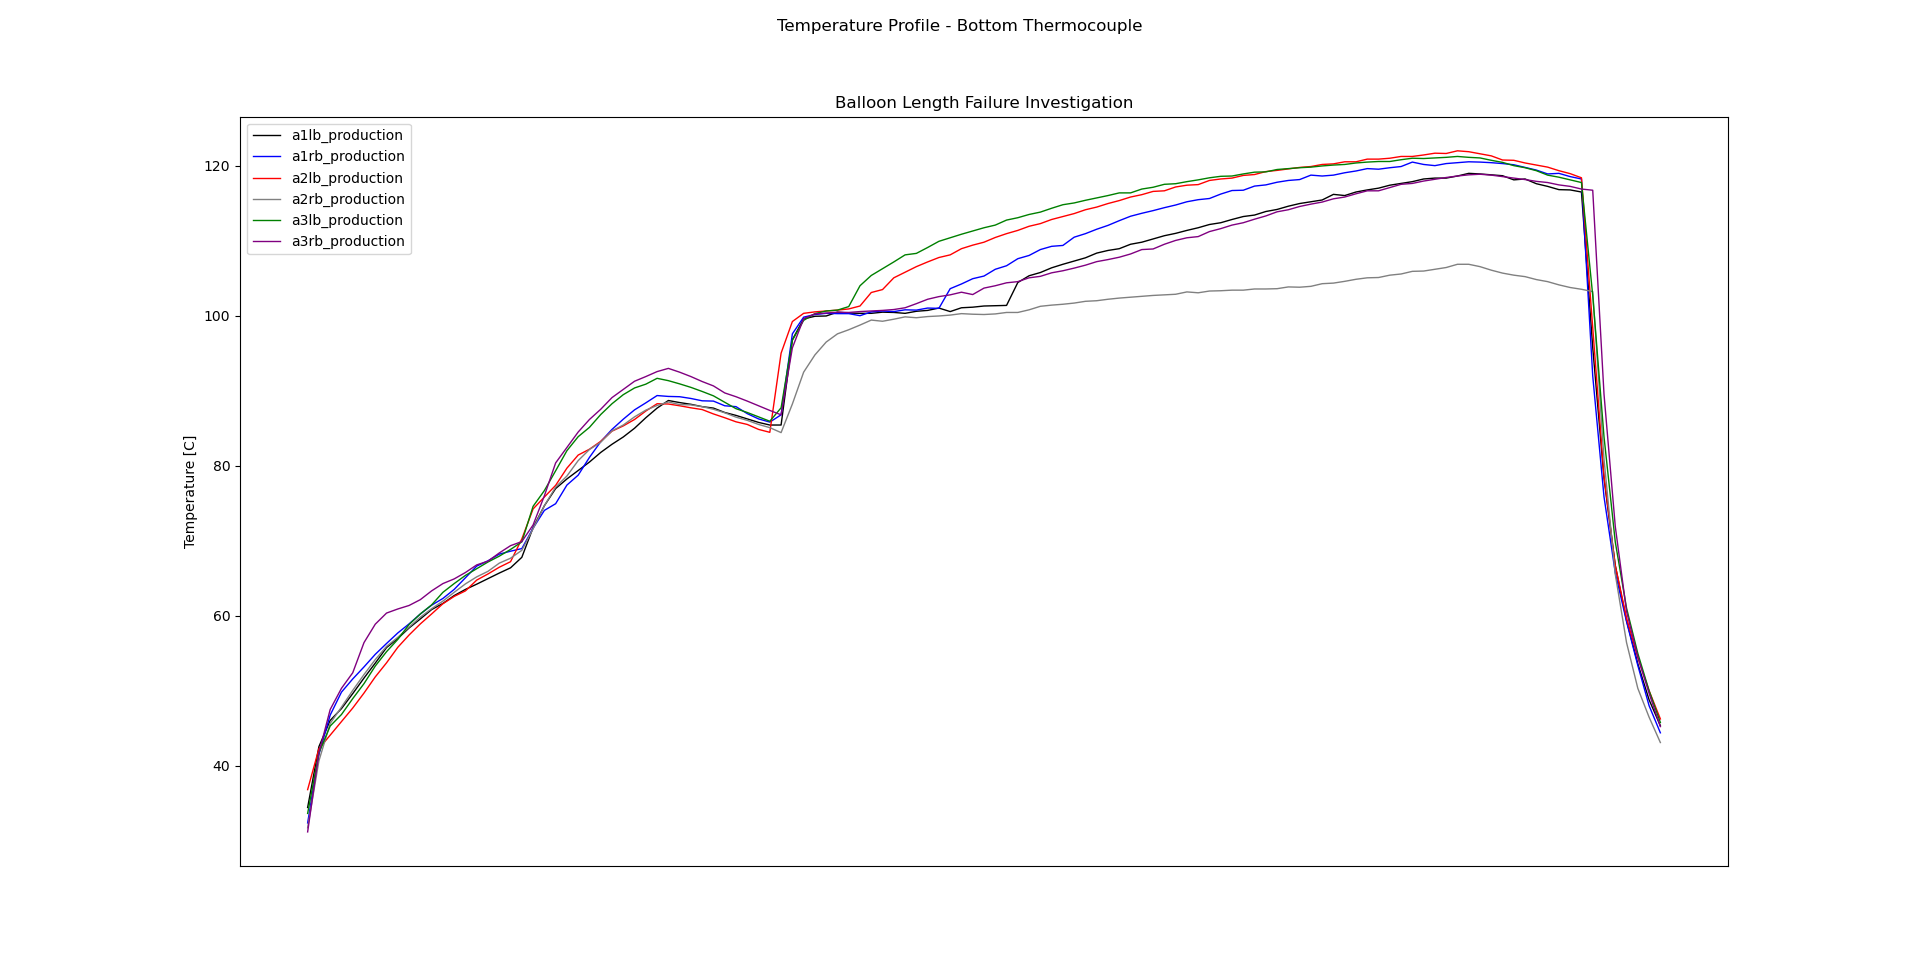 Temperature Profile - Bottom Thermocouple
Balloon Length Failure Investigation
a1lb_production
a1rb_production
a2lb_production
a2rb_production
a3lb_production
a3rb_production
120
100
80
60
40
Temperature [C]